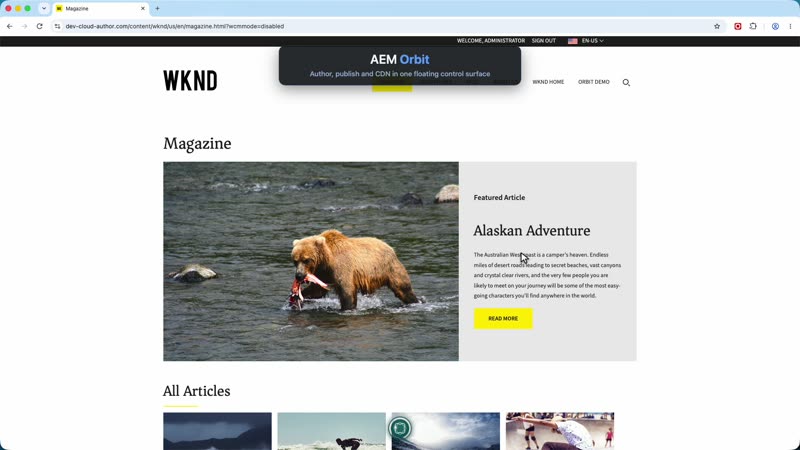 Magazine
dev-cloud-author.com/content/wknd/us/en/magazine.html?wcmmode=disabled
WELCOME, ADMINISTRATOR
SIGN OUT
EN-US
AEM Orbit
Author, publish and CDN in one floating control surface
WKND
WKND HOME
ORBIT DEMO
Magazine
Featured Article
Alaskan Adventure
The Australian West coast is a camper's heaven. Endless
miles of desert roads leading to secret beaches, vast canyons
and crystal clear rivers, and the very few people you are
likely to meet on your journey will be some of the most easy-
going characters you'll find anywhere in the world.
READ MORE
All Articles